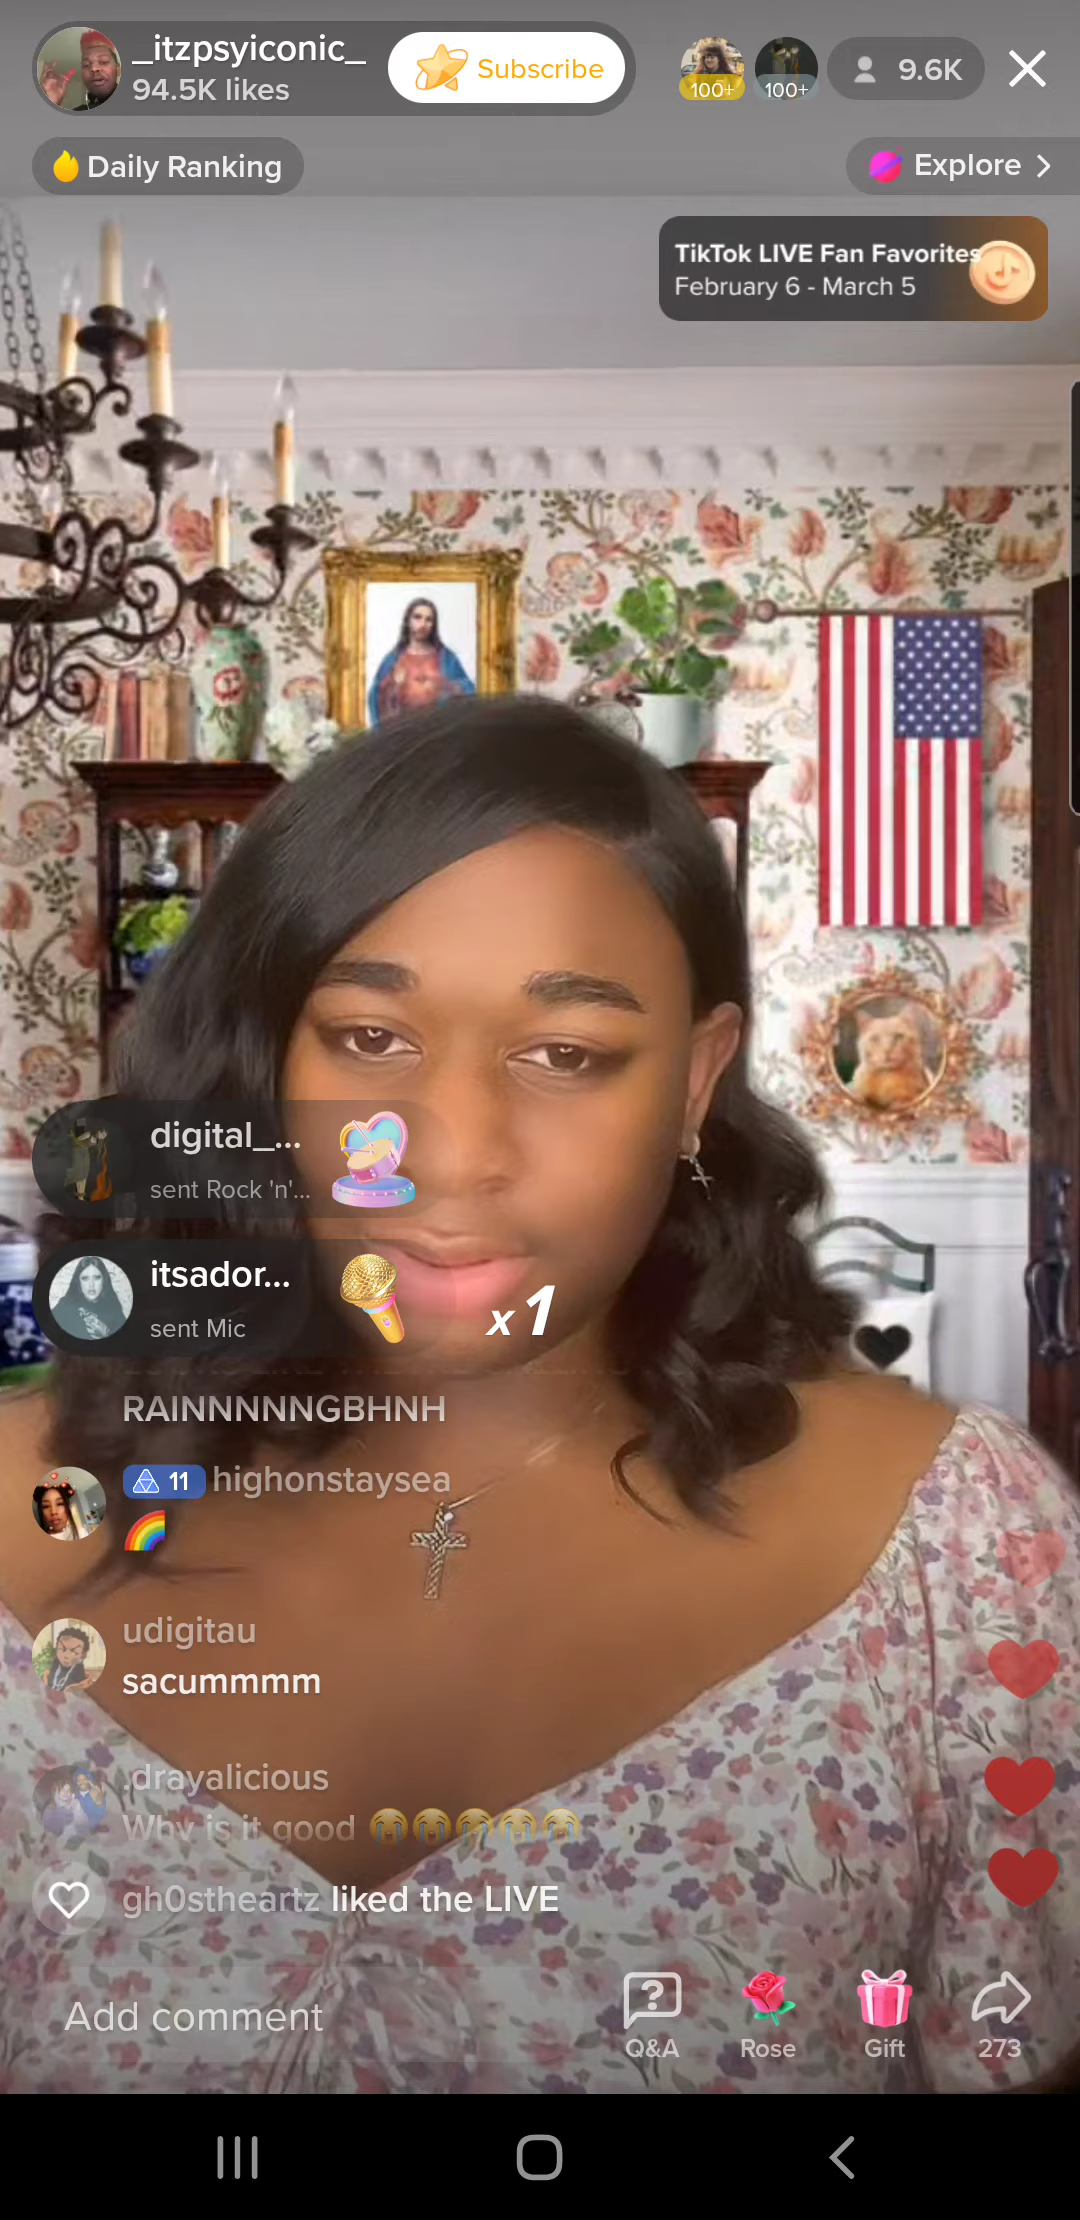 _itzpsyiconic_
94.5K likes
Subscribe
100+
100+
9.6K
Daily Ranking
Explore
TikTok LIVE Fan Favorites
February 6 - March 5
digital_...
sent Rock 'n'...
itsador...
sent Mic
x1
RAINNNNNGBHNH
11 highonstaysea
udigitau
sacummmm
.drayalicious
Why is it good
gh0stheartz liked the LIVE
Add comment
Q&A
Rose
Gift
273